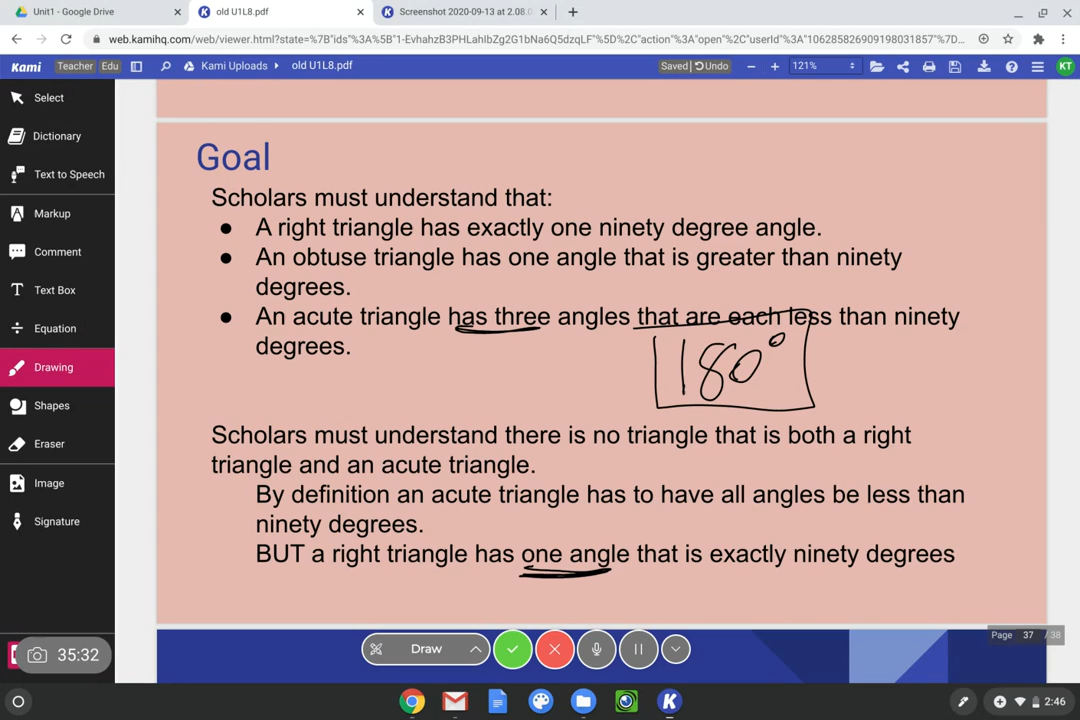 Unit1 - Google Drive
old U1L8.pdf
Screenshot 2020-09-13 at 2.08.0
web.kamihq.com/web/viewer.html?state=%7B"ids"%3A%5B"1-EvhahzB3PHLahIbZg2G1bNa6Q5dzqLF"%5D%2C"action"%3A"open"%2C"userId"%3A"106285826909198031857"%7D...
Kami Teacher Edu Kami Uploads old U1L8.pdf Saved Undo 121% KT
Select
Dictionary
Text to Speech
Markup
Comment
Text Box
Equation
Drawing
Shapes
Eraser
Image
Signature
Goal
Scholars must understand that:
● A right triangle has exactly one ninety degree angle.
● An obtuse triangle has one angle that is greater than ninety
degrees.
● An acute triangle has three angles that are each less than ninety
degrees.
180°
Scholars must understand there is no triangle that is both a right
triangle and an acute triangle.
By definition an acute triangle has to have all angles be less than
ninety degrees.
BUT a right triangle has one angle that is exactly ninety degrees
Page 37 / 38
35:32
Draw
2:46